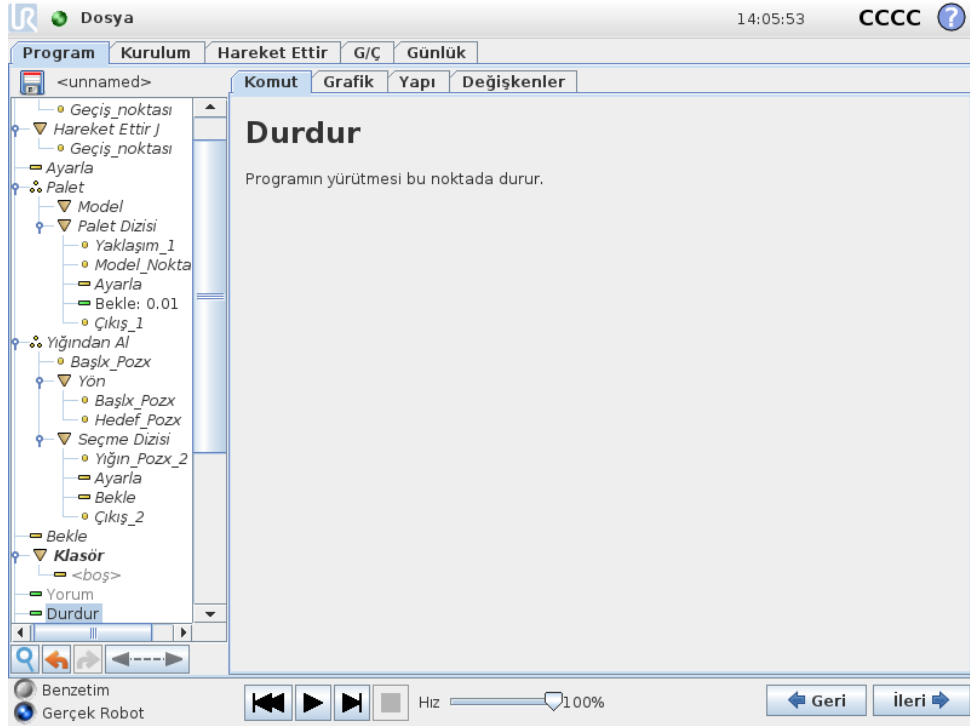 Dosya
14:05:53
CCCC
?
Program
Kurulum
Hareket Ettir
G/Ç
Günlük
<unnamed>
Komut
Grafik
Yapı
Değişkenler
Geçiş_noktası
Hareket Ettir J
Geçiş_noktası
Ayarla
Palet
Model
Palet Dizisi
Yaklaşım_1
Model_Nokta
Ayarla
Bekle: 0.01
Çıkış_1
Yığından Al
Başlx_Pozx
Yön
Başlx_Pozx
Hedef_Pozx
Seçme Dizisi
Yığın_Pozx_2
Ayarla
Bekle
Çıkış_2
Bekle
Klasör
<boş>
Yorum
Durdur
Durdur
Programın yürütmesi bu noktada durur.
Benzetim
Gerçek Robot
Hız
100%
Geri
İleri